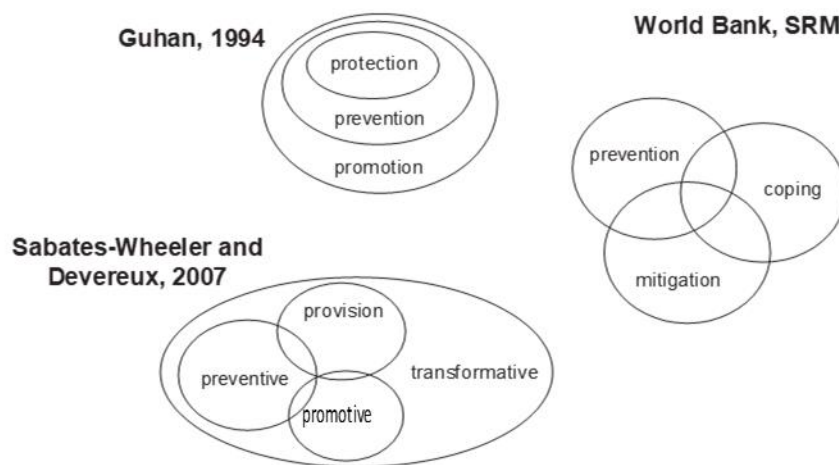 Guhan, 1994
protection
prevention
promotion
World Bank, SRM
prevention
coping
mitigation
Sabates-Wheeler and
Devereux, 2007
provision
preventive
transformative
promotive